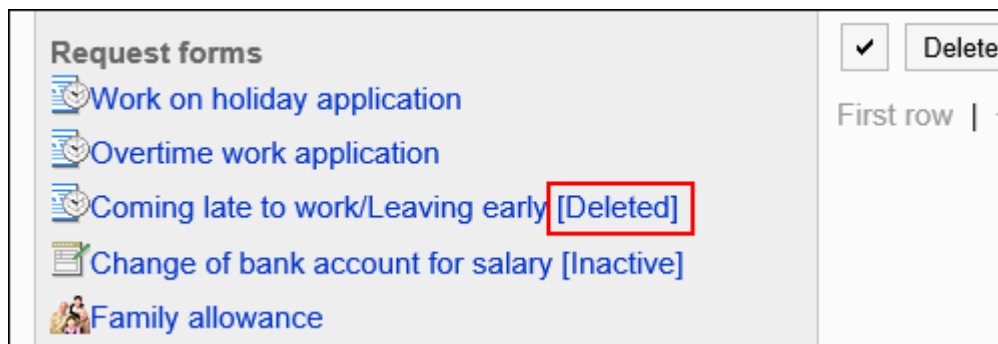 Request forms
Work on holiday application
Overtime work application
Coming late to work/Leaving early [Deleted]
Change of bank account for salary [Inactive]
Family allowance
Delete
First row |